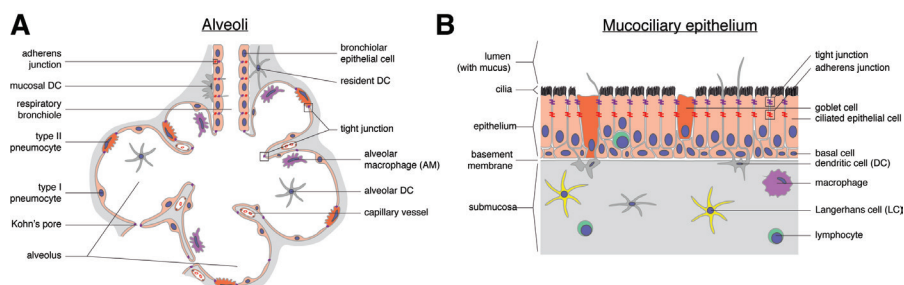 A
Alveoli
adherens
junction
mucosal DC
respiratory
bronchiole
type II
pneumocyte
type I
pneumocyte
Kohn's pore
alveolus
bronchiolar
epithelial cell
resident DC
tight junction
alveolar
macrophage (AM)
alveolar DC
capillary vessel
B
Mucociliary epithelium
lumen
(with mucus)
cilia
epithelium
basement
membrane
submucosa
tight junction
adherens junction
goblet cell
ciliated epithelial cell
basal cell
dendritic cell (DC)
macrophage
Langerhans cell (LC)
lymphocyte